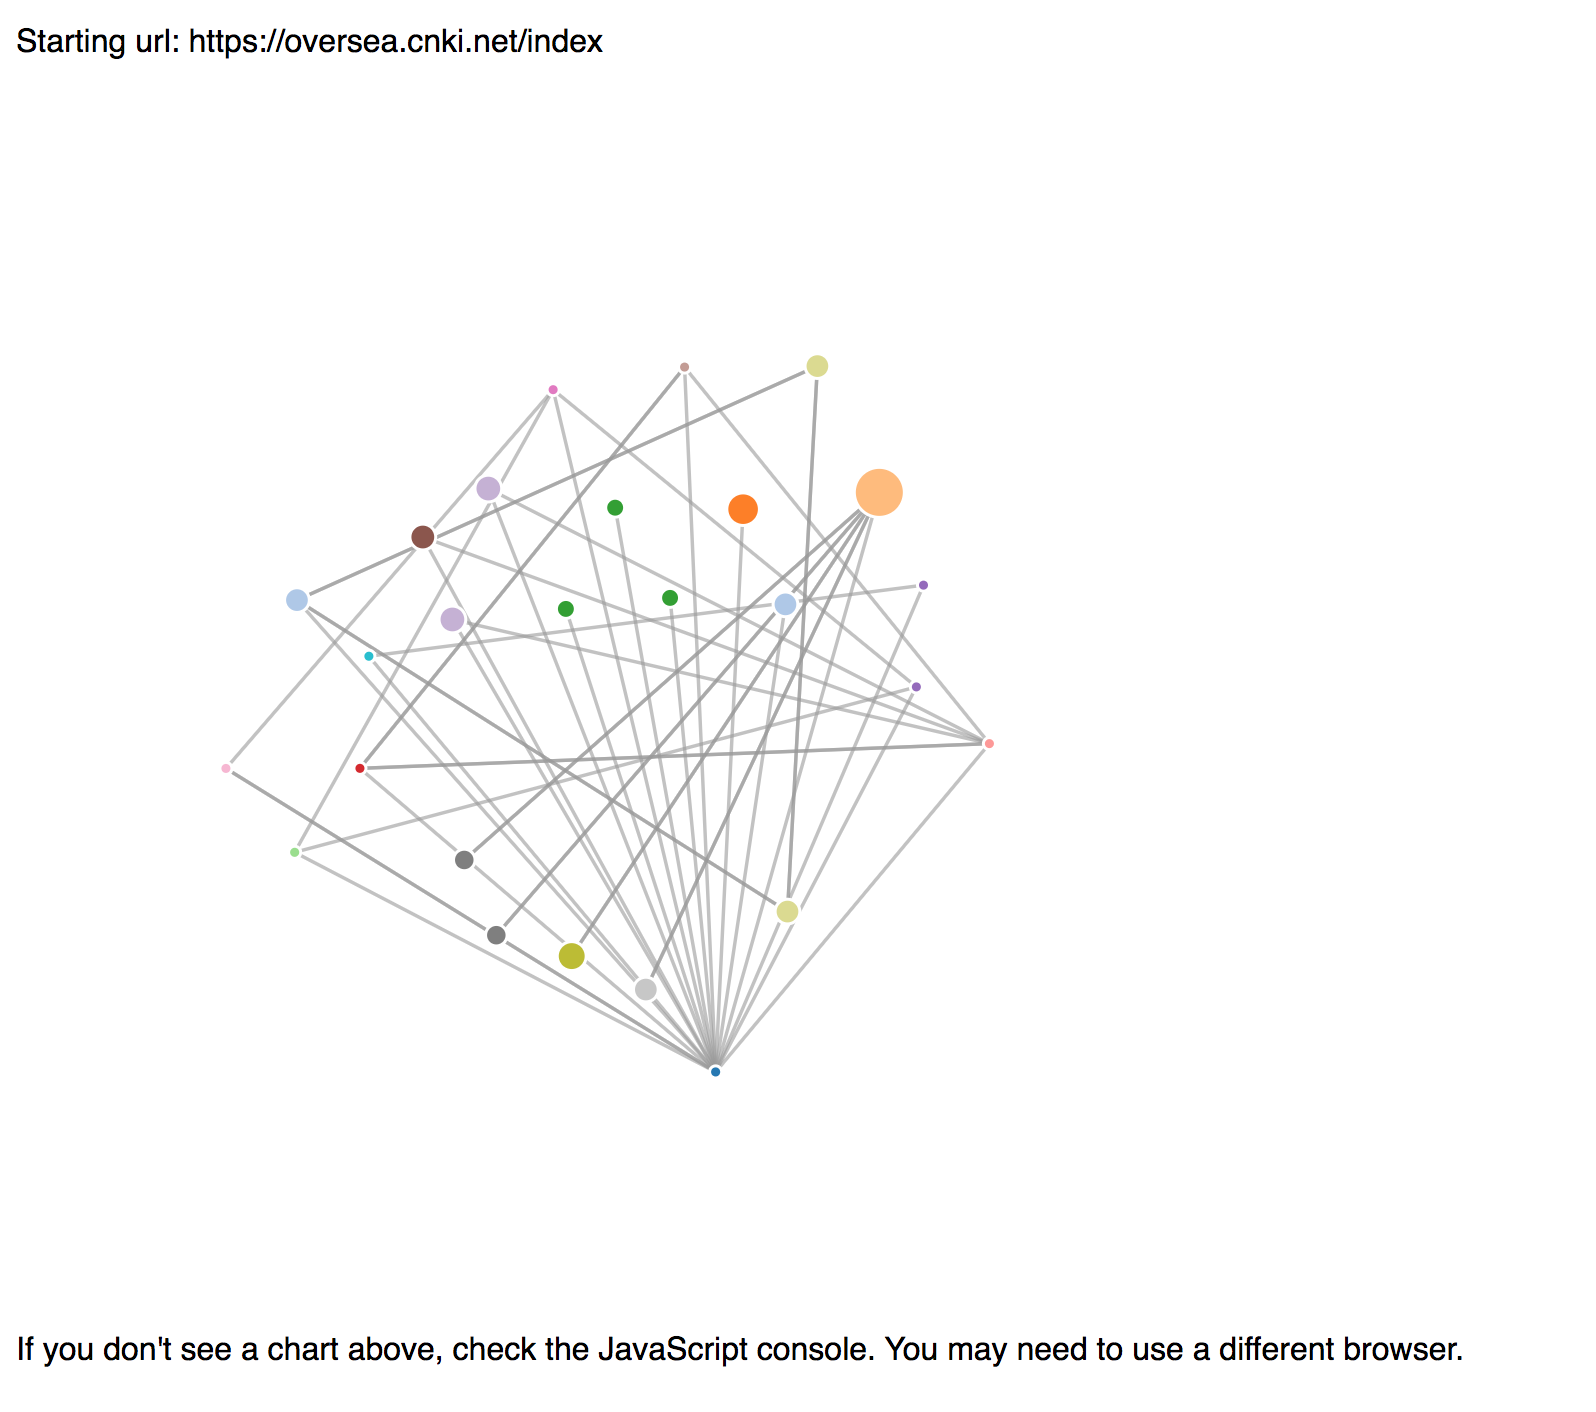 Starting url: https://oversea.cnki.net/index
If you don't see a chart above, check the JavaScript console. You may need to use a different browser.